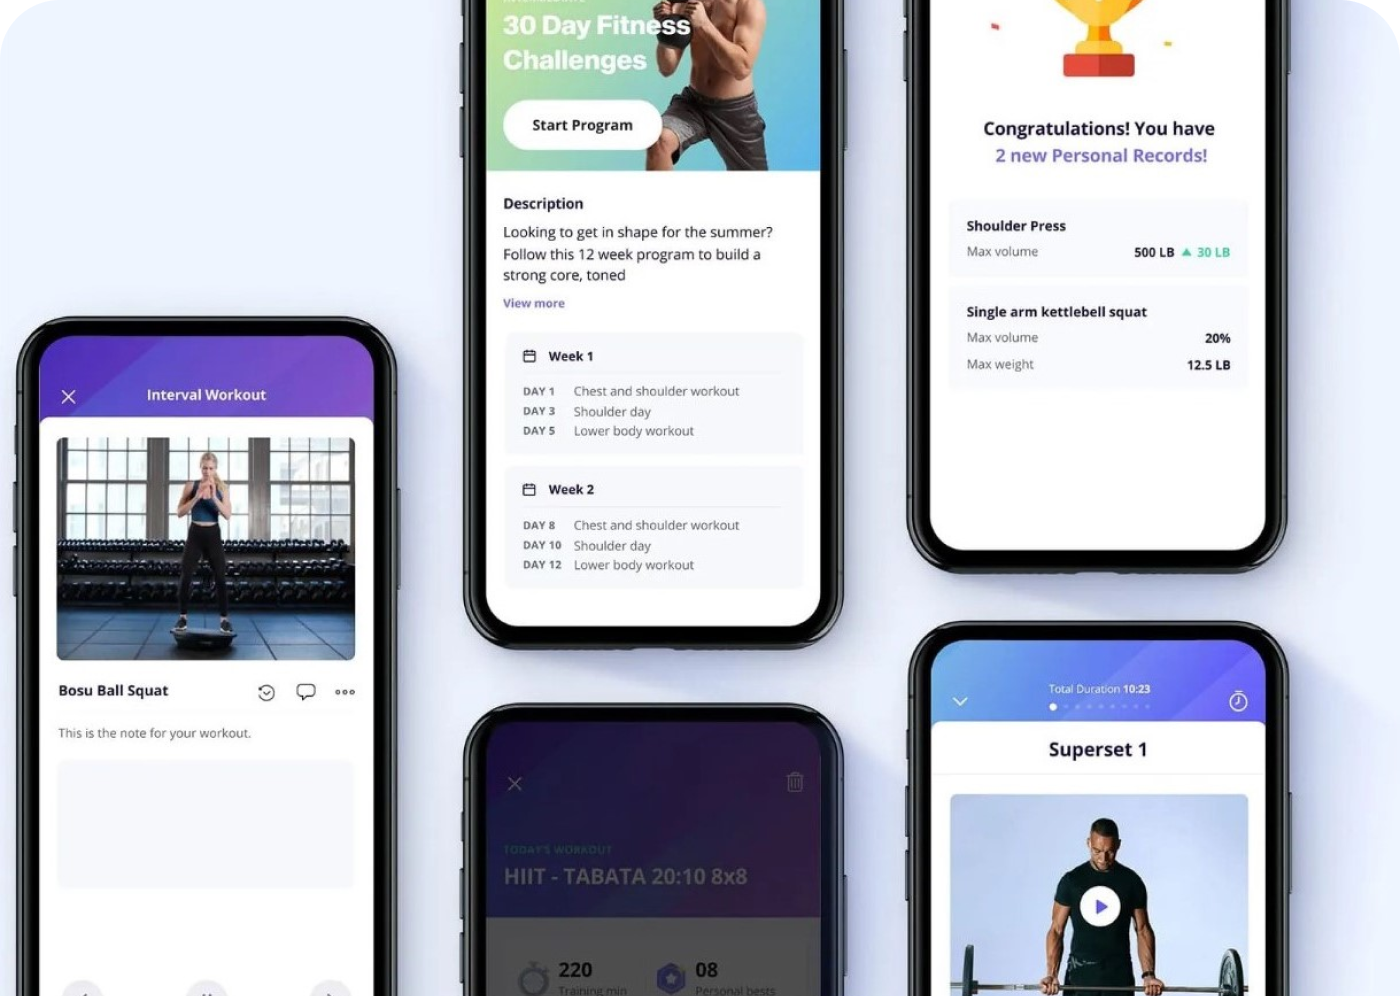 30 Day Fitness
Challenges
Start Program
Description
Looking to get in shape for the summer?
Follow this 12 week program to build a
strong core, toned
View more
Week 1
DAY 1 Chest and shoulder workout
DAY 3 Shoulder day
DAY 5 Lower body workout
Week 2
DAY 8 Chest and shoulder workout
DAY 10 Shoulder day
DAY 12 Lower body workout
Congratulations! You have
2 new Personal Records!
Shoulder Press
Max volume 500 LB ▲ 30 LB
Single arm kettlebell squat
Max volume 20%
Max weight 12.5 LB
Interval Workout
Bosu Ball Squat
This is the note for your workout.
TODAY'S WORKOUT
HIIT - TABATA 20:10 8x8
220
Training min
08
Personal bests
Total Duration 10:23
Superset 1